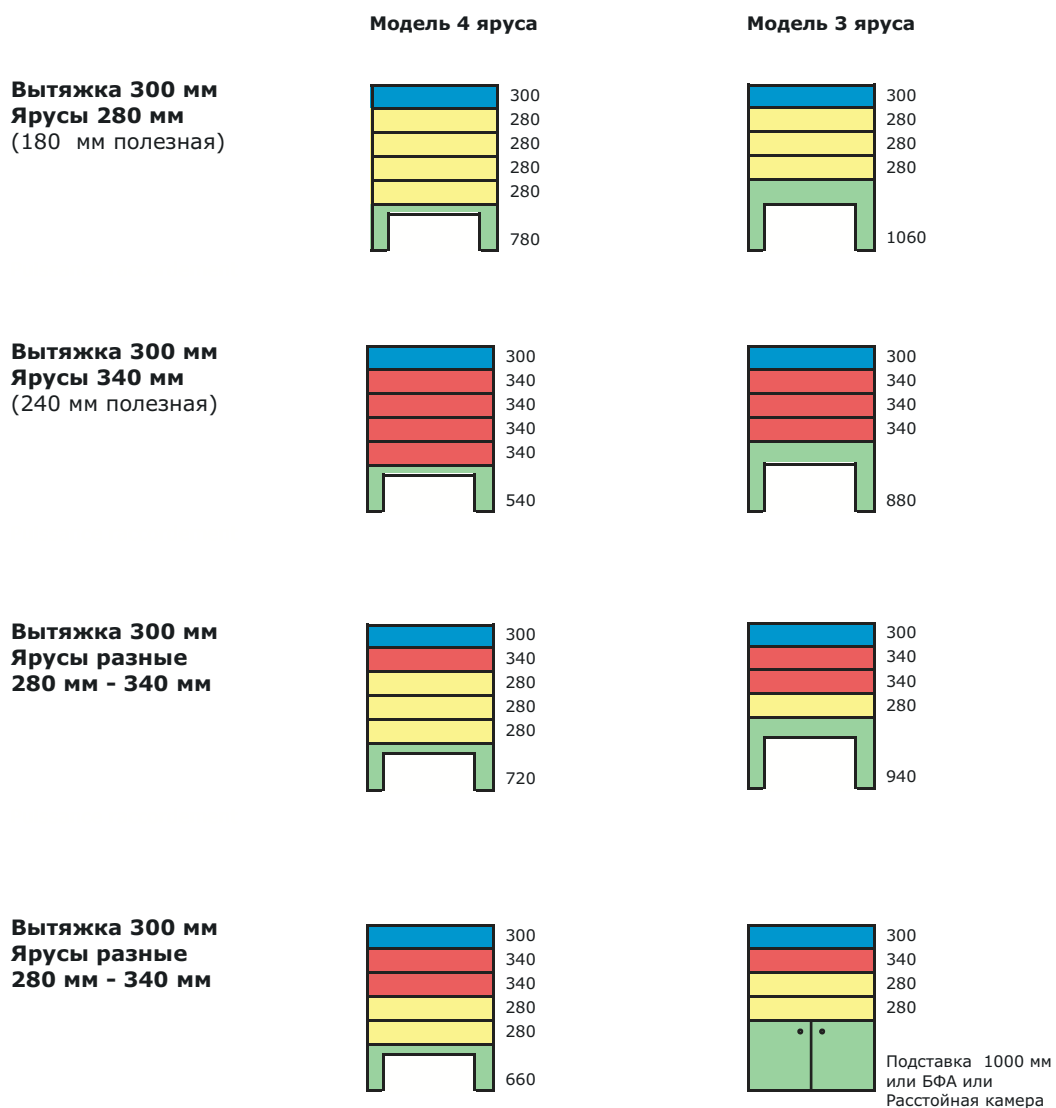 Модель 4 яруса
Модель 3 яруса
Вытяжка 300 мм
Ярусы 280 мм
(180 мм полезная)
300
280
280
280
280
780
300
280
280
280
1060
Вытяжка 300 мм
Ярусы 340 мм
(240 мм полезная)
300
340
340
340
340
540
300
340
340
340
880
Вытяжка 300 мм
Ярусы разные
280 мм - 340 мм
300
340
280
280
280
720
300
340
340
280
940
Вытяжка 300 мм
Ярусы разные
280 мм - 340 мм
300
340
340
280
280
660
300
340
280
280
Подставка 1000 мм
или БФА или
Расстойная камера